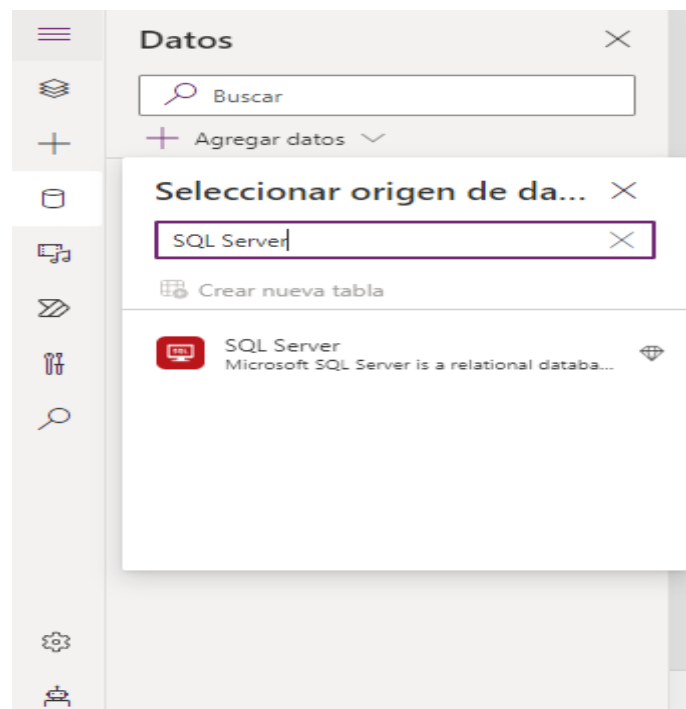 Datos
Buscar
Agregar datos
Seleccionar origen de da...
SQL Server
Crear nueva tabla
SQL
SQL Server
Microsoft SQL Server is a relational databa...